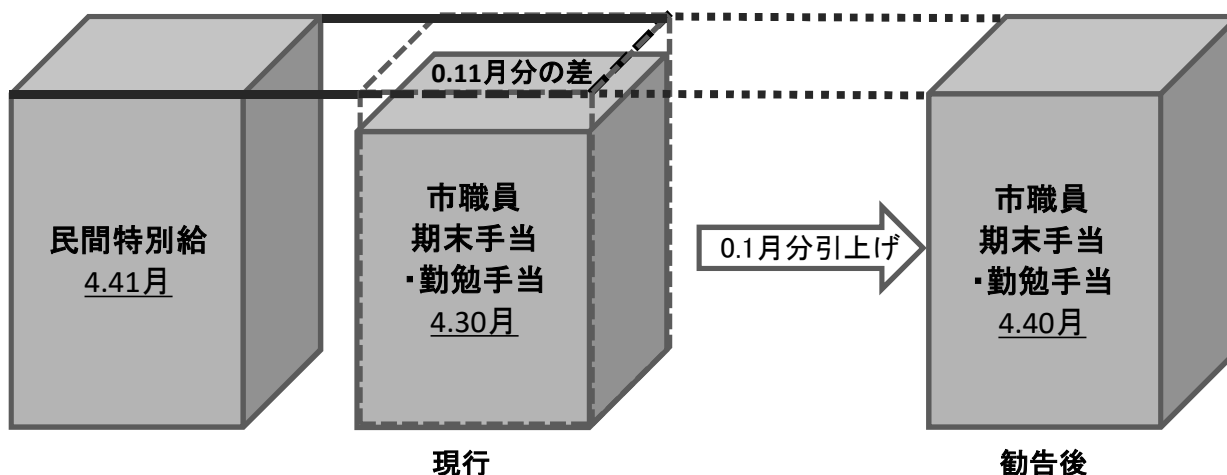 0.11月分の差
民間特別給
4.41月
市職員
期末手当
・勤勉手当
4.30月
0.1月分引上げ
市職員
期末手当
・勤勉手当
4.40月
現行
勧告後